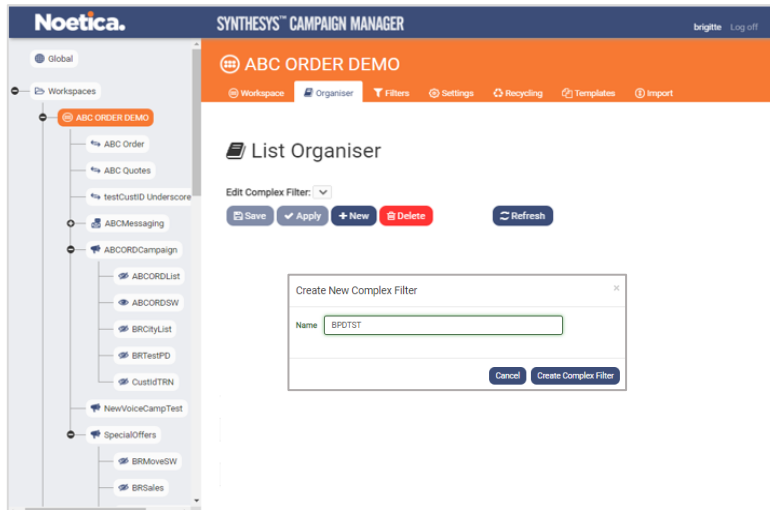 Noetica.
SYNTHESYS™ CAMPAIGN MANAGER
brigitte Log off
Global
Workspaces
ABC ORDER DEMO
ABC Order
ABC Quotes
testCustID Underscore
ABCMessaging
ABCORDCampaign
ABCORDList
ABCORDSW
BRCityList
BRTestPD
CustIdTRN
NewVoiceCampTest
SpecialOffers
BRMoveSW
BRSales
ABC ORDER DEMO
Workspace Organiser Filters Settings Recycling Templates Import
List Organiser
Edit Complex Filter:
Save Apply + New Delete Refresh
Create New Complex Filter ×
Name BPDTST
Cancel Create Complex Filter